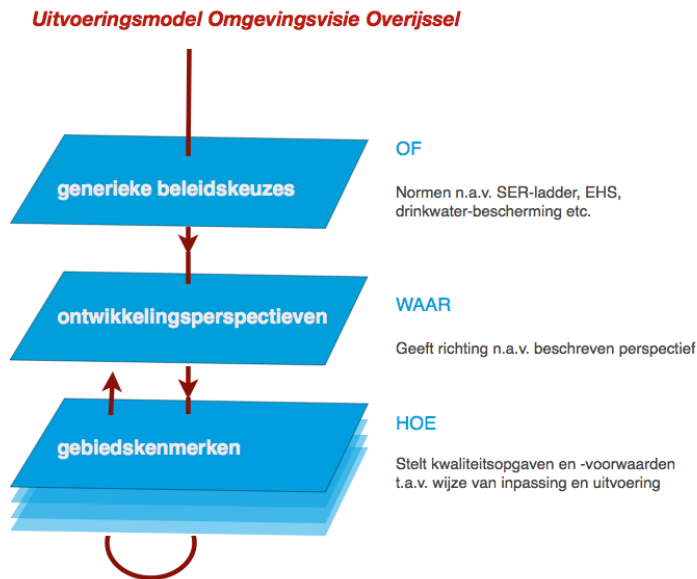 Uitvoeringsmodel Omgevingsvisie Overijssel
generieke beleidskeuzes
OF
Normen n.a.v. SER-ladder, EHS,
drinkwater-bescherming etc.
ontwikkelingsperspectieven
WAAR
Geeft richting n.a.v. beschreven perspectief
gebiedskenmerken
HOE
Stelt kwaliteitsopgaven en -voorwaarden
t.a.v. wijze van inpassing en uitvoering